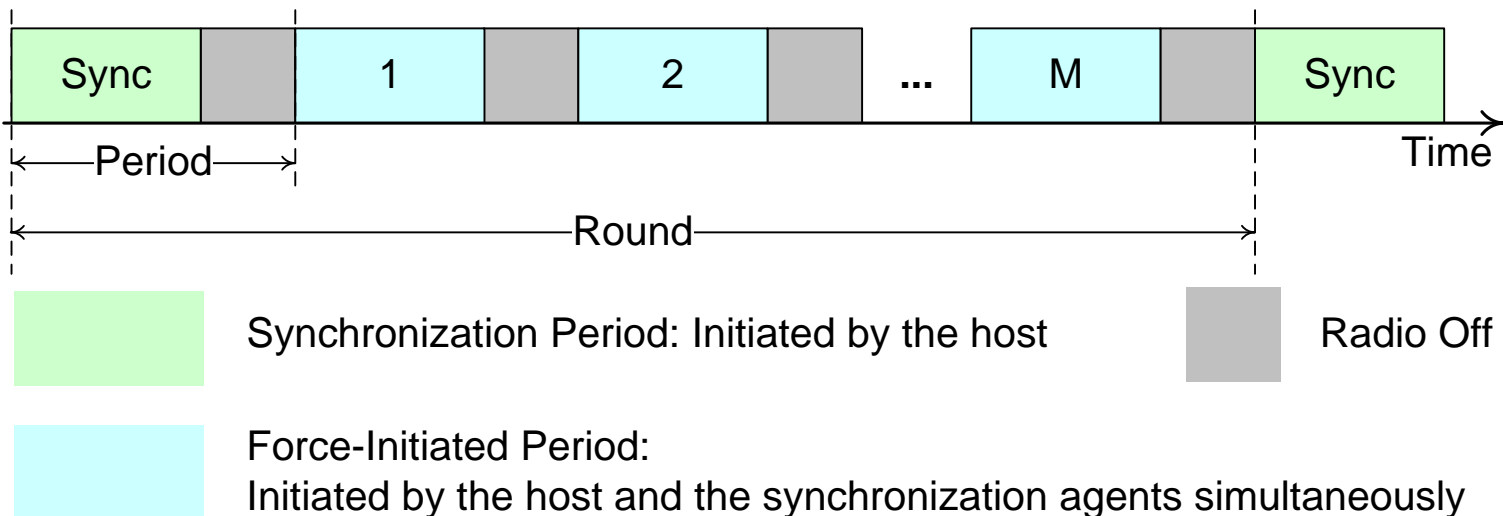 Sync 1 2 ... M Sync
Time
Period
Round
Synchronization Period: Initiated by the host
Radio Off
Force-Initiated Period:
Initiated by the host and the synchronization agents simultaneously